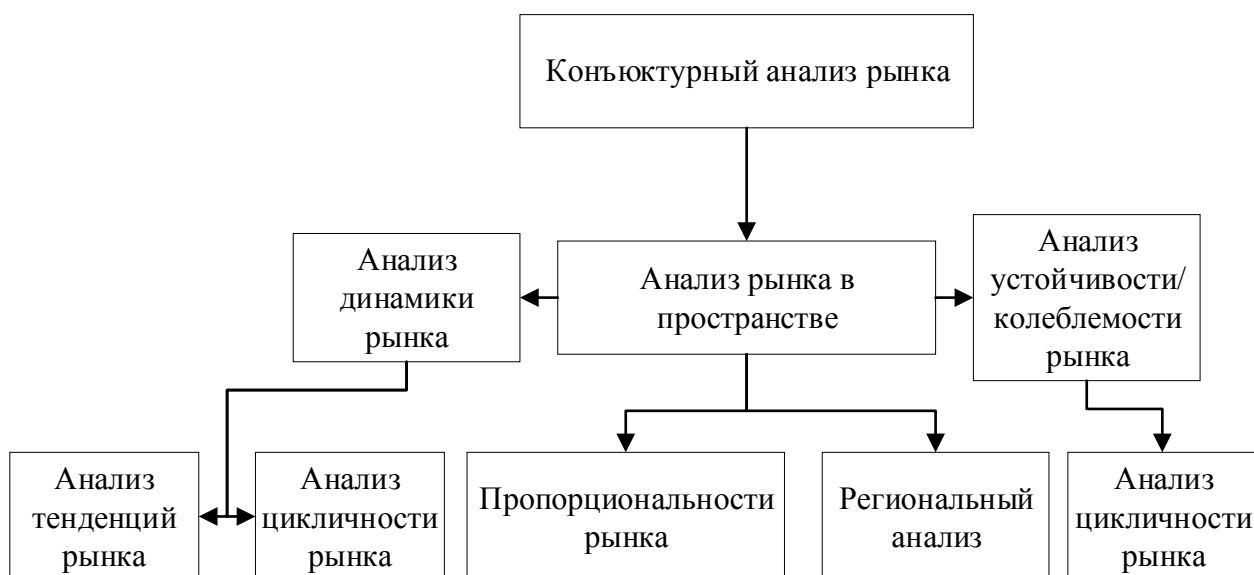 Конъюктурный анализ рынка
Анализ
динамики
рынка
Анализ рынка в
пространстве
Анализ
устойчивости/
колеблемости
рынка
Анализ
тенденций
рынка
Анализ
цикличности
рынка
Пропорциональности
рынка
Региональный
анализ
Анализ
цикличности
рынка